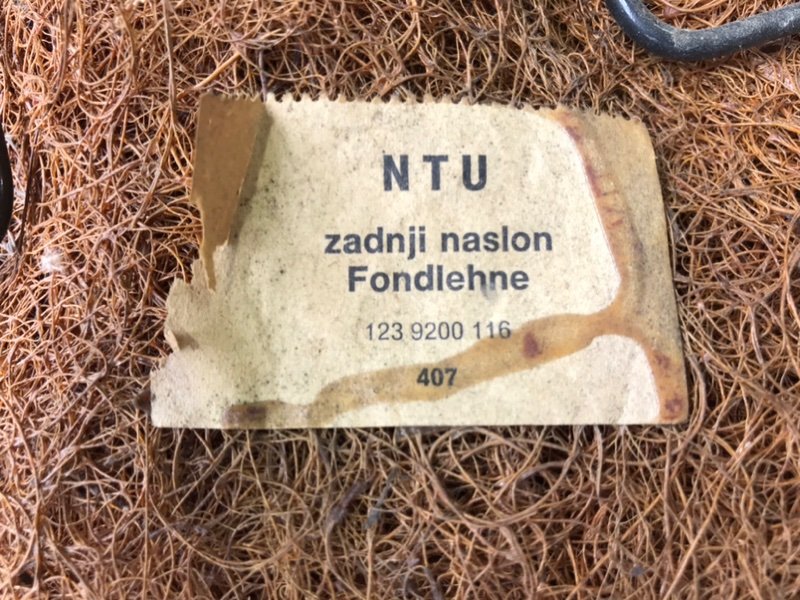 NTU
zadnji naslon
Fondlehne
123 9200 116
407